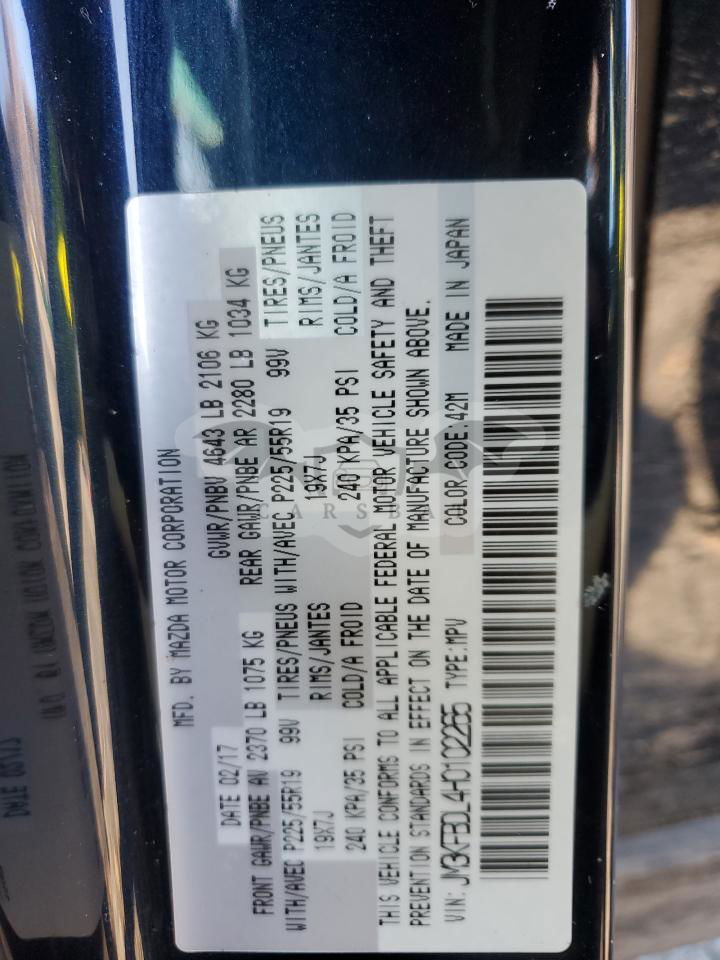 MFD. BY MAZDA MOTOR CORPORATION
DATE 02/17 GVWR/PNBV 4643 LB 2106 KG
FRONT GAWR/PNBE AV 2370 LB 1075 KG REAR GAWR/PNBE AR 2280 LB 1034 KG
WITH/AVEC P225/55R19 99V TIRES/PNEUS WITH/AVEC P225/55R19 99V TIRES/PNEUS
19X7J RIMS/JANTES 19X7J RIMS/JANTES
240 KPA/35 PSI COLD/A FROID 240 KPA/35 PSI COLD/A FROID
THIS VEHICLE CONFORMS TO ALL APPLICABLE FEDERAL MOTOR VEHICLE SAFETY AND THEFT
PREVENTION STANDARDS IN EFFECT ON THE DATE OF MANUFACTURE SHOWN ABOVE.
VIN: JM3KFBDL4H0102265 TYPE:MPV COLOR CODE:42M MADE IN JAPAN